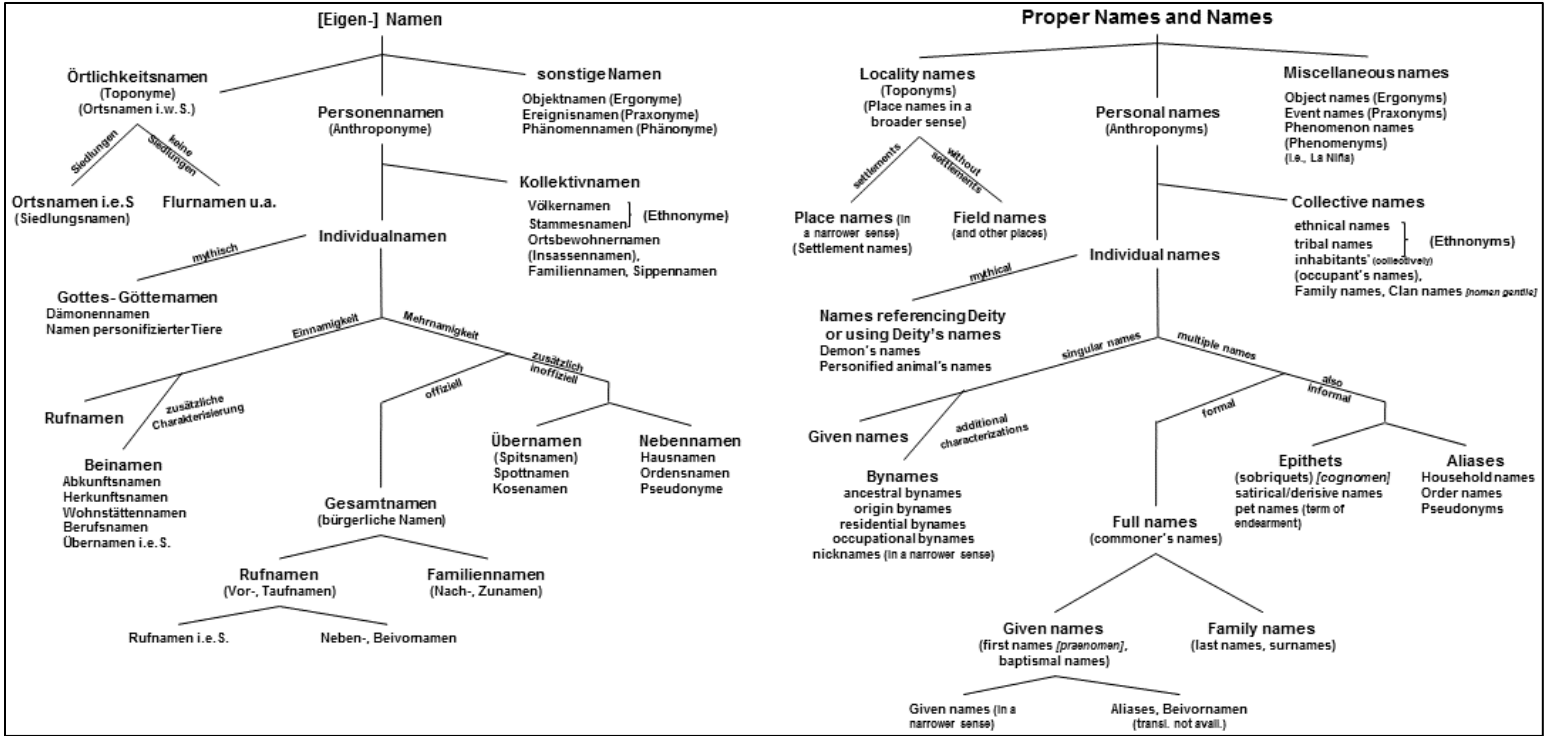 [Eigen-] Namen
Örtlichkeitsnamen
(Toponyme)
(Ortsnamen i.w.S.)
sonstige Namen
Objektnamen (Ergonyme)
Ereignisnamen (Praxonyme)
Phänomennamen (Phänonyme)
Personennamen
(Anthroponyme)
Siedlungen
keine
Siedlungen
Ortsnamen i.e.S
(Siedlungsnamen)
Flurnamen u.a.
Kollektivnamen
Völkernamen
Stammesnamen
(Ethnonyme)
Ortsbewohnernamen
(Insassennamen),
Familiennamen, Sippennamen
Individualnamen
mythisch
Gottes- Götternamen
Dämonennamen
Namen personifizierter Tiere
Einnamigkeit
Mehrnamigkeit
zusätzlich
inoffiziell
offiziell
Rufnamen
zusätzliche
Charakterisierung
Beinamen
Abkunftsnamen
Herkunftsnamen
Wohnstättennamen
Berufsnamen
Übernamen i.e.S.
Übernamen
(Spitsnamen)
Spottnamen
Kosenamen
Nebennamen
Hausnamen
Ordensnamen
Pseudonyme
Gesamtnamen
(bürgerliche Namen)
Rufnamen
(Vor-, Taufnamen)
Familiennamen
(Nach-, Zunamen)
Rufnamen i.e.S.
Neben-, Beivornamen
Proper Names and Names
Locality names
(Toponyms)
(Place names in a
broader sense)
Miscellaneous names
Object names (Ergonyms)
Event names (Praxonyms)
Phenomenon names
(Phenomenyms)
(i.e., La Niña)
Personal names
(Anthroponyms)
settlements
without
settlements
Place names (in
a narrower sense)
(Settlement names)
Field names
(and other places)
Collective names
ethnical names
tribal names
(Ethnonyms)
inhabitants' (collectively)
(occupant's names),
Family names, Clan names [nomen gentile]
Individual names
mythical
Names referencing Deity
or using Deity's names
Demon's names
Personified animal's names
singular names
multiple names
also
informal
formal
Given names
additional
characterizations
Bynames
ancestral bynames
origin bynames
residential bynames
occupational bynames
nicknames (in a narrower sense)
Epithets
(sobriquets) [cognomen]
satirical/derisive names
pet names (term of
endearment)
Aliases
Household names
Order names
Pseudonyms
Full names
(commoner's names)
Given names
(first names [prænomen],
baptismal names)
Family names
(last names, surnames)
Given names (in a
narrower sense)
Aliases, Beivornamen
(transl. not avail.)